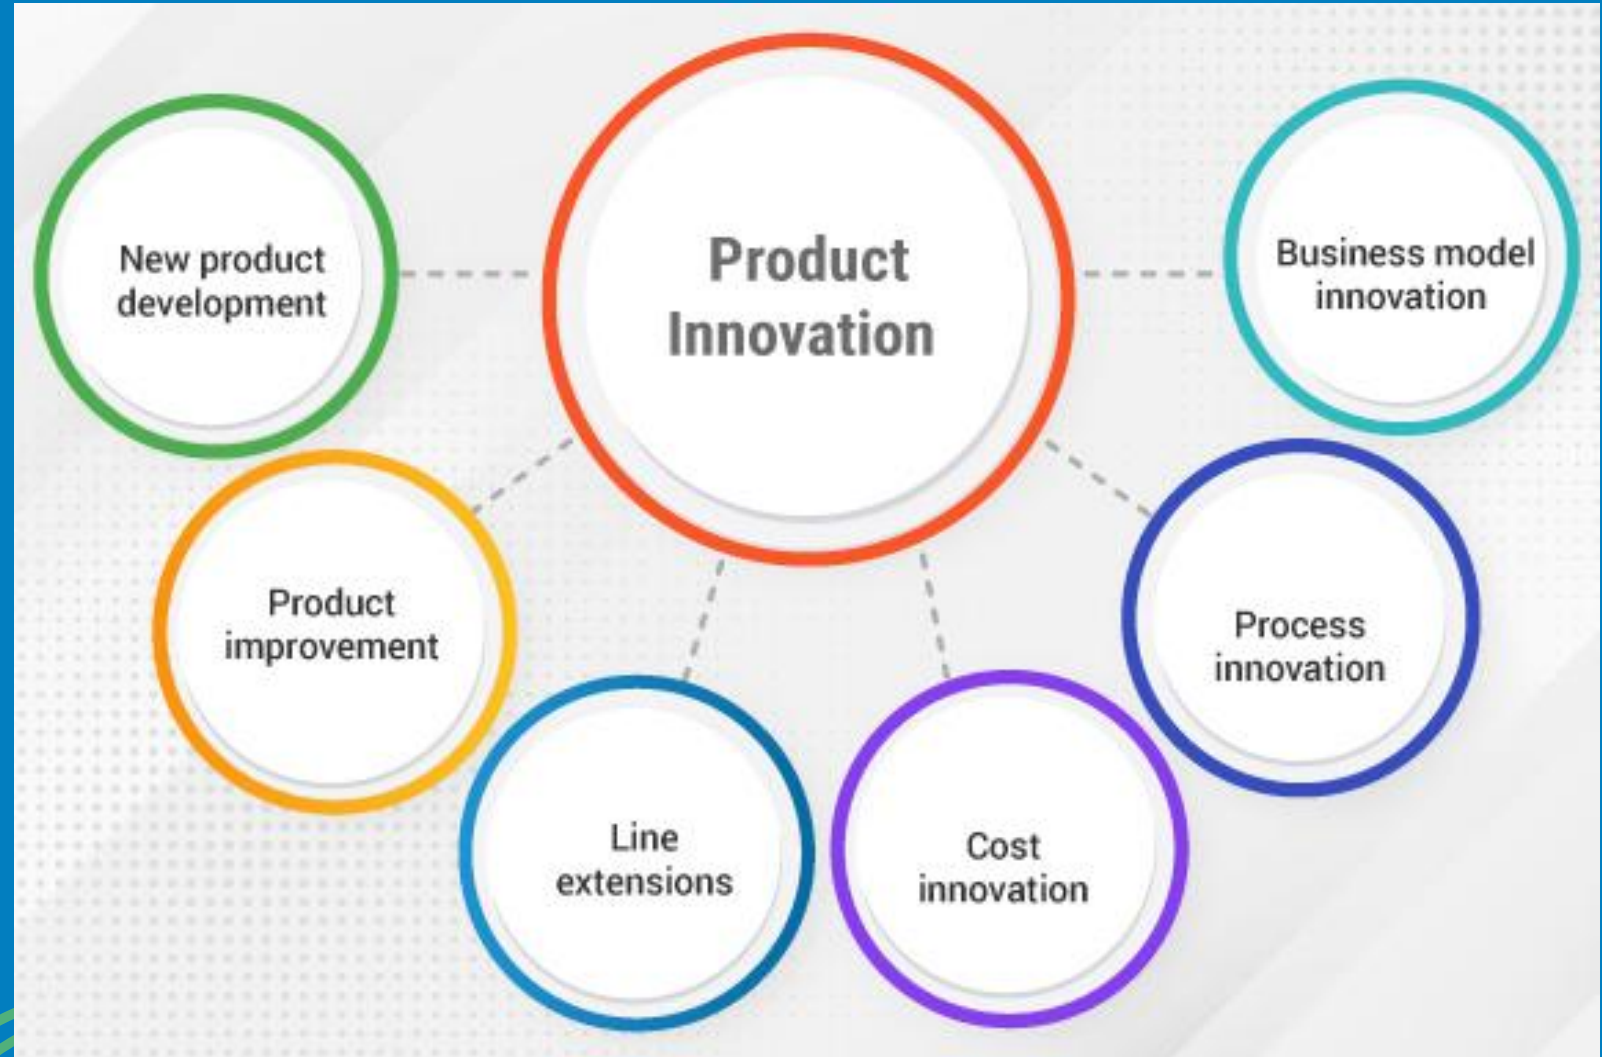 Product
Innovation
New product
development
Product
improvement
Line
extensions
Cost
innovation
Process
innovation
Business model
innovation